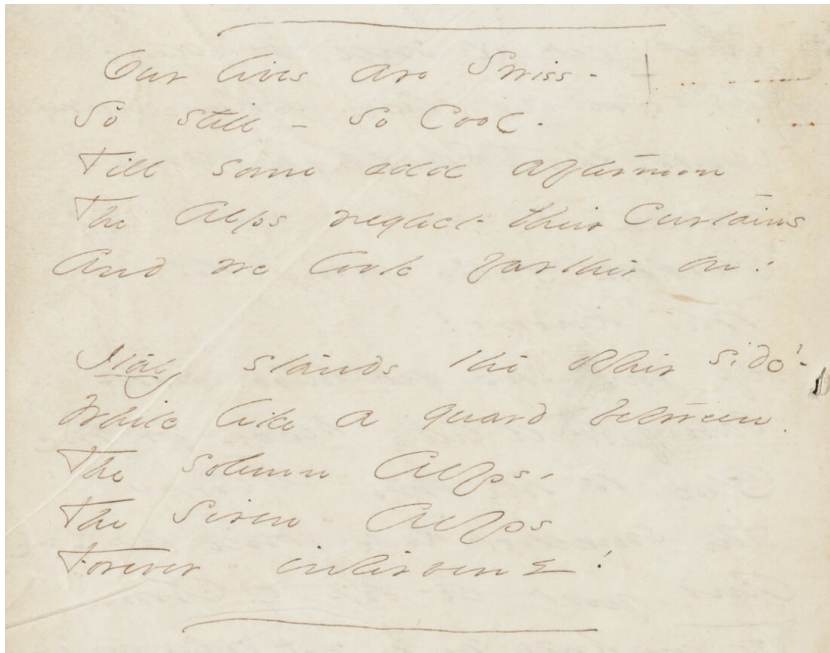 Our lives are Swiss -
So still - So Cool -
Till some odd afternoon
The Alps neglect their Curtains
And we look farther on!
Italy stands the other side!-
While like a guard between.
The solemn Alps -
The siren Alps
Forever intervene!